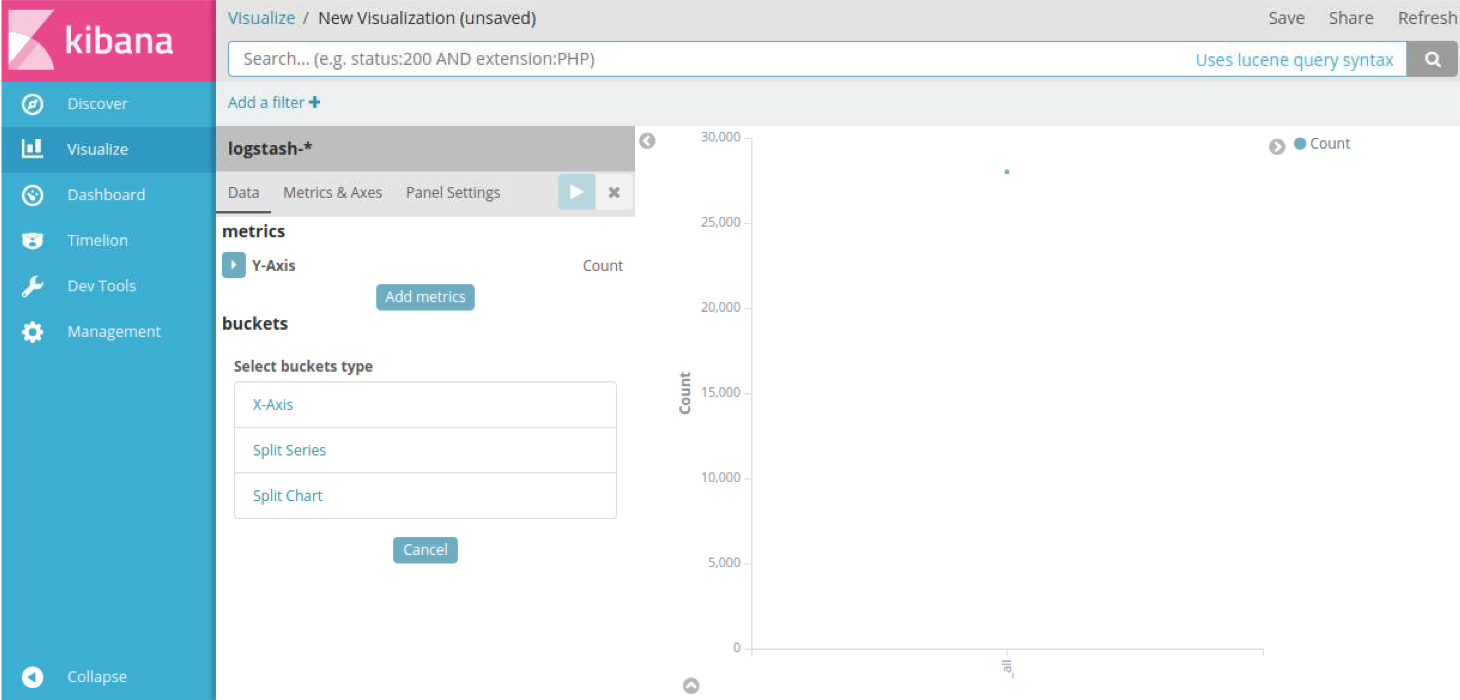 kibana
Discover
Visualize
Dashboard
Timelion
Dev Tools
Management
Collapse
Visualize / New Visualization (unsaved)
Save Share Refresh
Search... (e.g. status:200 AND extension:PHP) Uses lucene query syntax
Add a filter +
logstash-*
Data Metrics & Axes Panel Settings
metrics
Y-Axis Count
Add metrics
buckets
Select buckets type
X-Axis
Split Series
Split Chart
Cancel
30,000
25,000
20,000
15,000
10,000
5,000
0
Count
_all
Count